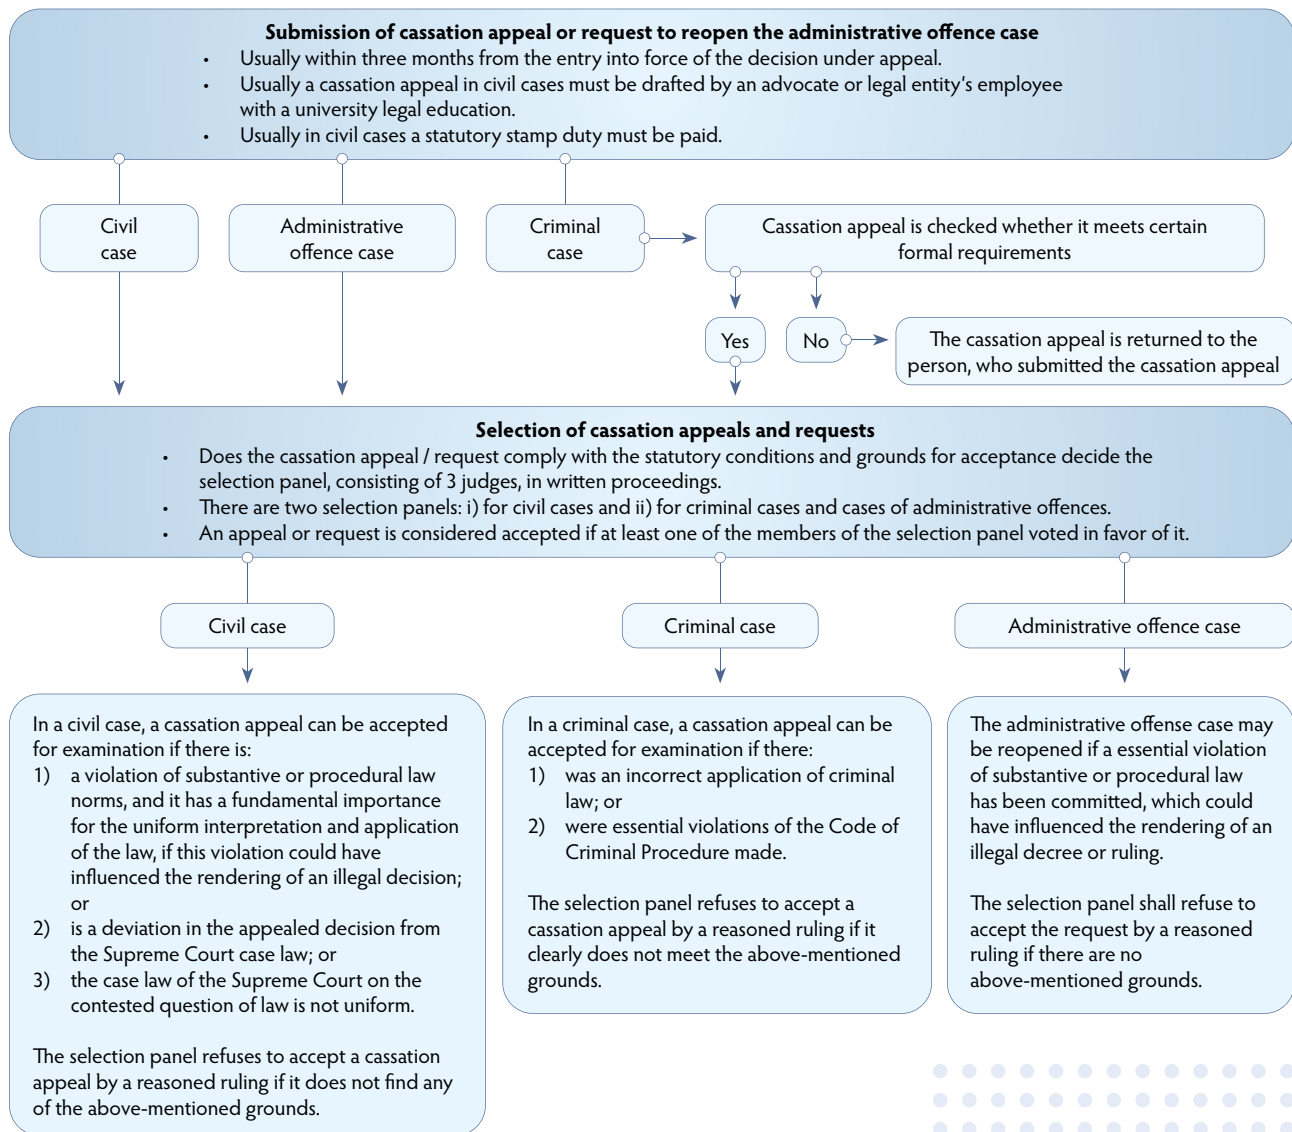 Submission of cassation appeal or request to reopen the administrative offence case
• Usually within three months from the entry into force of the decision under appeal.
• Usually a cassation appeal in civil cases must be drafted by an advocate or legal entity‘s employee
with a university legal education.
• Usually in civil cases a statutory stamp duty must be paid.
Civil
case
Administrative
offence case
Criminal
case
Cassation appeal is checked whether it meets certain
formal requirements
Yes
No
The cassation appeal is returned to the
person, who submitted the cassation appeal
Selection of cassation appeals and requests
• Does the cassation appeal / request comply with the statutory conditions and grounds for acceptance decide the
selection panel, consisting of 3 judges, in written proceedings.
• There are two selection panels: i) for civil cases and ii) for criminal cases and cases of administrative offences.
• An appeal or request is considered accepted if at least one of the members of the selection panel voted in favor of it.
Civil case
Criminal case
Administrative offence case
In a civil case, a cassation appeal can be accepted
for examination if there is:
1) a violation of substantive or procedural law
norms, and it has a fundamental importance
for the uniform interpretation and application
of the law, if this violation could have
influenced the rendering of an illegal decision;
or
2) is a deviation in the appealed decision from
the Supreme Court case law; or
3) the case law of the Supreme Court on the
contested question of law is not uniform.
The selection panel refuses to accept a cassation
appeal by a reasoned ruling if it does not find any
of the above-mentioned grounds.
In a criminal case, a cassation appeal can be
accepted for examination if there:
1) was an incorrect application of criminal
law; or
2) were essential violations of the Code of
Criminal Procedure made.
The selection panel refuses to accept a
cassation appeal by a reasoned ruling if it
clearly does not meet the above-mentioned
grounds.
The administrative offense case may
be reopened if a essential violation
of substantive or procedural law
has been committed, which could
have influenced the rendering of an
illegal decree or ruling.
The selection panel shall refuse to
accept the request by a reasoned
ruling if there are no
above-mentioned grounds.